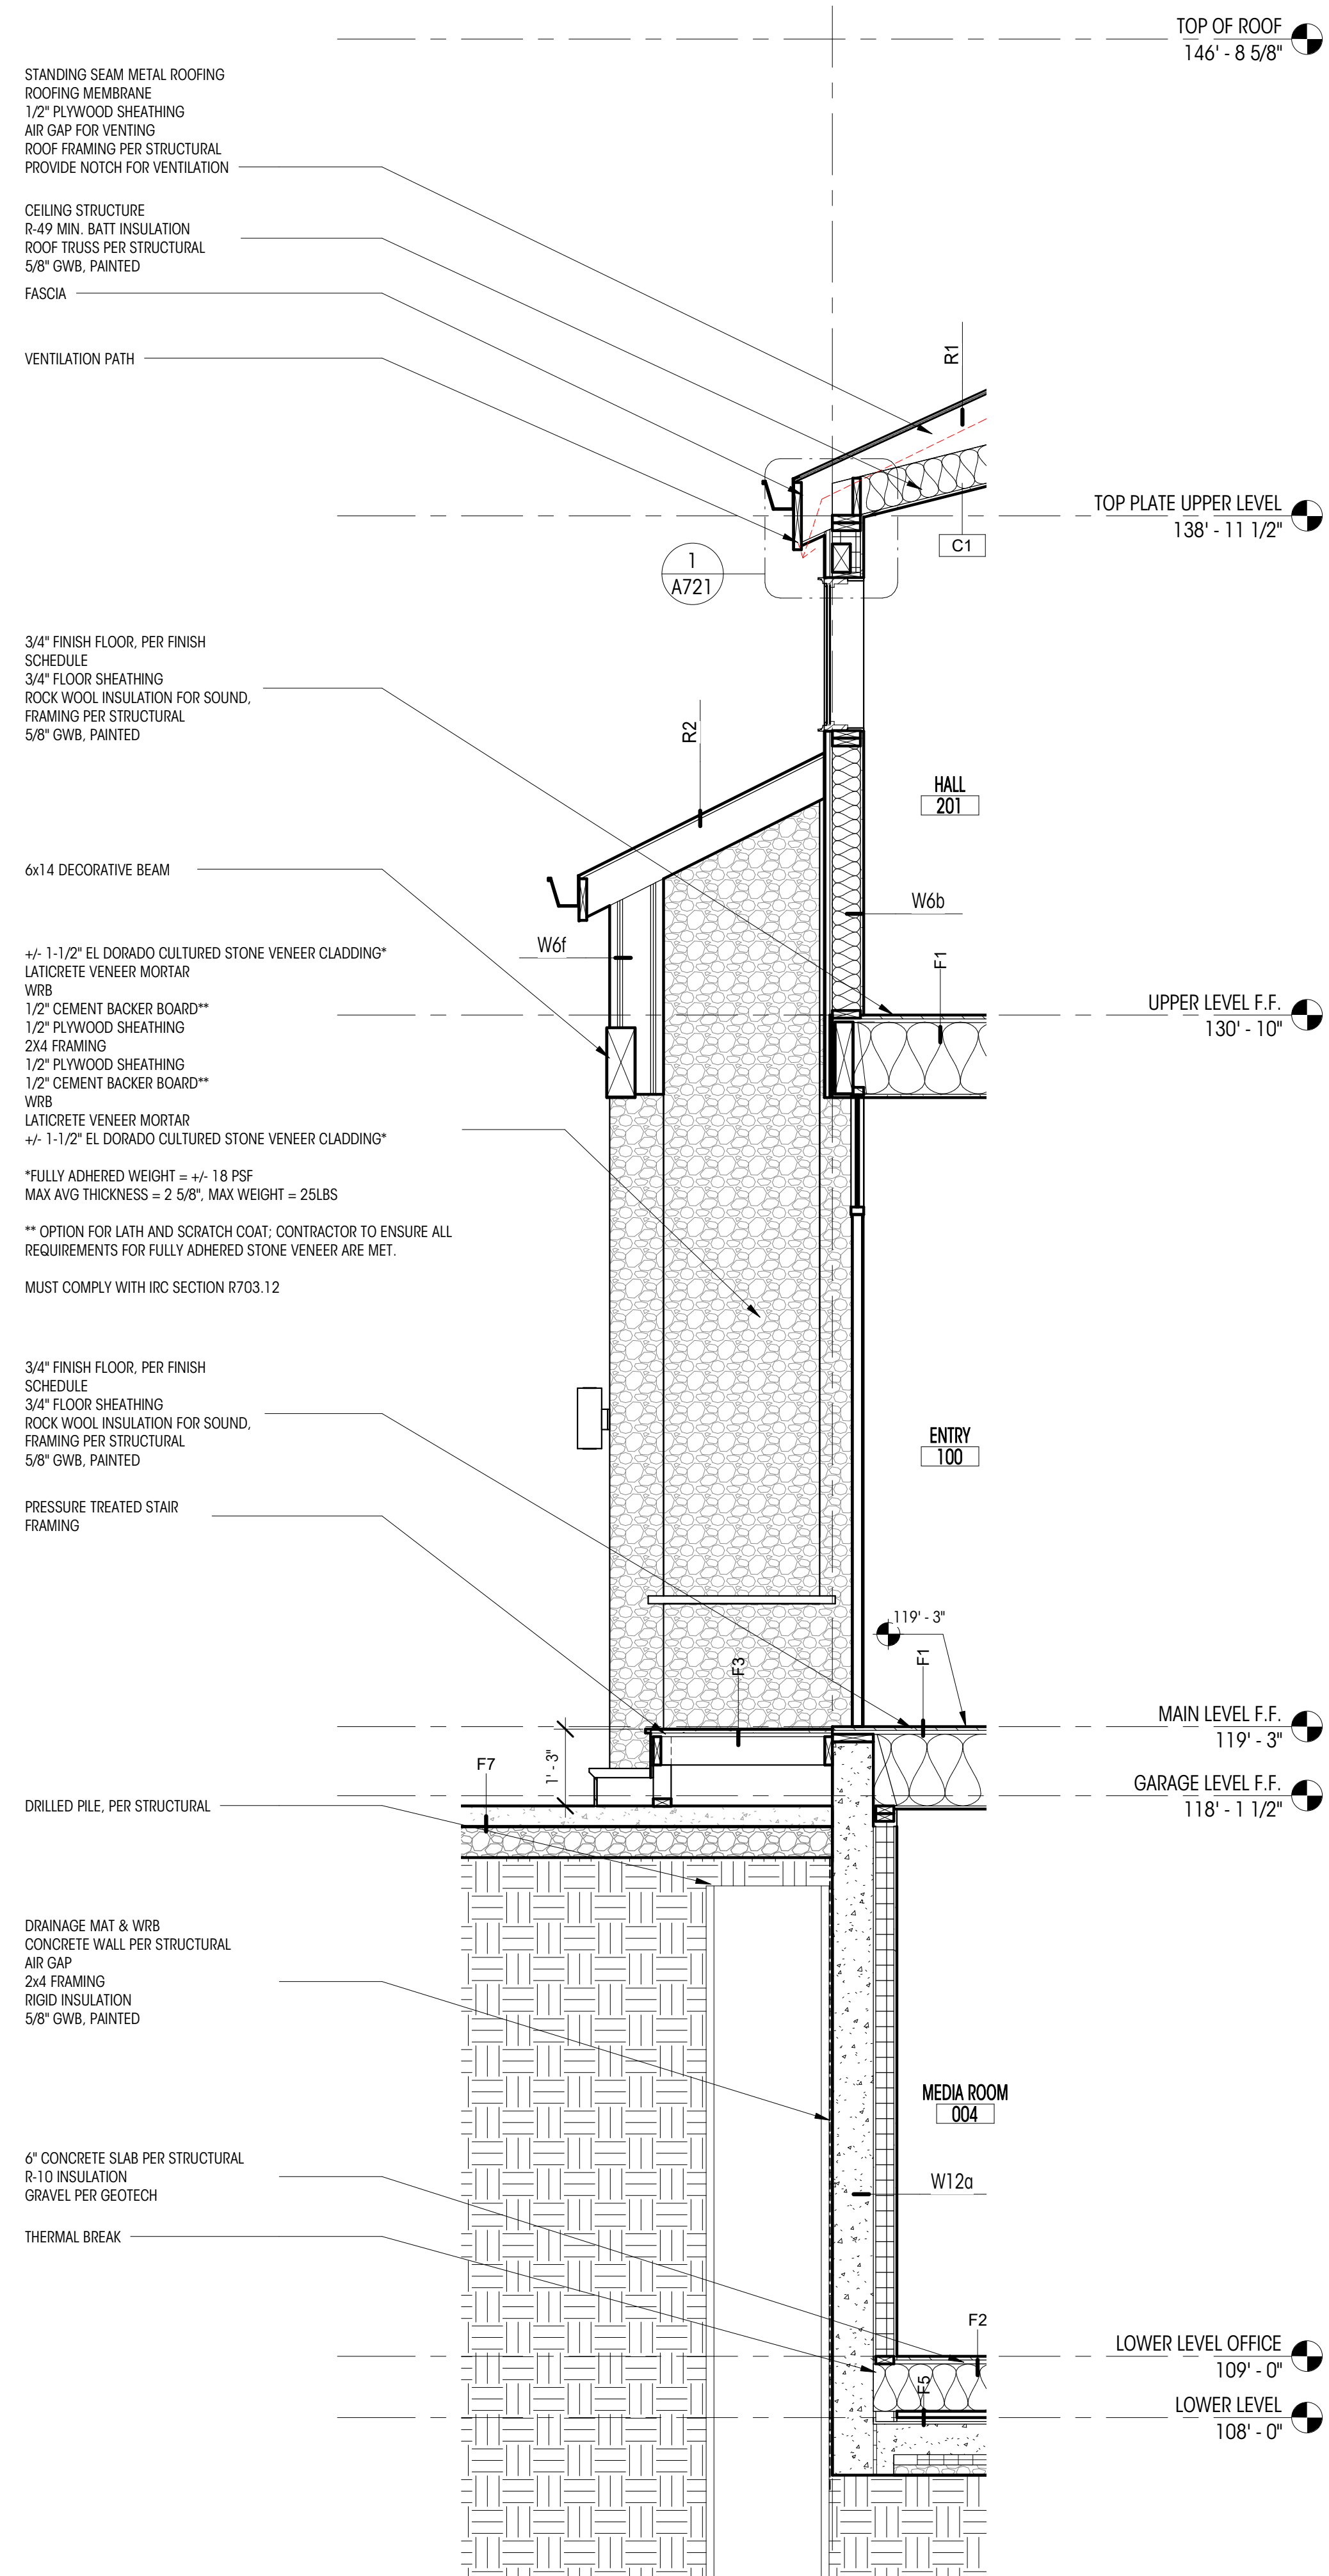 TOP OF ROOF
146' - 8 5/8"
STANDING SEAM METAL ROOFING
ROOFING MEMBRANE
1/2" PLYWOOD SHEATHING
AIR GAP FOR VENTING
ROOF FRAMING PER STRUCTURAL
PROVIDE NOTCH FOR VENTILATION
CEILING STRUCTURE
R-49 MIN. BATT INSULATION
ROOF TRUSS PER STRUCTURAL
5/8" GWB, PAINTED
FASCIA
VENTILATION PATH
R1
TOP PLATE UPPER LEVEL
138' - 11 1/2"
C1
1
A721
3/4" FINISH FLOOR, PER FINISH
SCHEDULE
3/4" FLOOR SHEATHING
ROCK WOOL INSULATION FOR SOUND,
FRAMING PER STRUCTURAL
5/8" GWB, PAINTED
R2
HALL
201
6x14 DECORATIVE BEAM
W6b
W6f
F1
+/- 1-1/2" EL DORADO CULTURED STONE VENEER CLADDING*
LATICRETE VENEER MORTAR
WRB
1/2" CEMENT BACKER BOARD**
1/2" PLYWOOD SHEATHING
2X4 FRAMING
1/2" PLYWOOD SHEATHING
1/2" CEMENT BACKER BOARD**
WRB
LATICRETE VENEER MORTAR
+/- 1-1/2" EL DORADO CULTURED STONE VENEER CLADDING*
UPPER LEVEL F.F.
130' - 10"
*FULLY ADHERED WEIGHT = +/- 18 PSF
MAX AVG THICKNESS = 2 5/8", MAX WEIGHT = 25LBS
** OPTION FOR LATH AND SCRATCH COAT; CONTRACTOR TO ENSURE ALL
REQUIREMENTS FOR FULLY ADHERED STONE VENEER ARE MET.
MUST COMPLY WITH IRC SECTION R703.12
3/4" FINISH FLOOR, PER FINISH
SCHEDULE
3/4" FLOOR SHEATHING
ROCK WOOL INSULATION FOR SOUND,
FRAMING PER STRUCTURAL
5/8" GWB, PAINTED
ENTRY
100
PRESSURE TREATED STAIR
FRAMING
119' - 3"
F3
F1
MAIN LEVEL F.F.
119' - 3"
1' - 3"
F7
GARAGE LEVEL F.F.
118' - 1 1/2"
DRILLED PILE, PER STRUCTURAL
DRAINAGE MAT & WRB
CONCRETE WALL PER STRUCTURAL
AIR GAP
2x4 FRAMING
RIGID INSULATION
5/8" GWB, PAINTED
MEDIA ROOM
004
6" CONCRETE SLAB PER STRUCTURAL
R-10 INSULATION
GRAVEL PER GEOTECH
W12a
THERMAL BREAK
F2
LOWER LEVEL OFFICE
109' - 0"
F5
LOWER LEVEL
108' - 0"